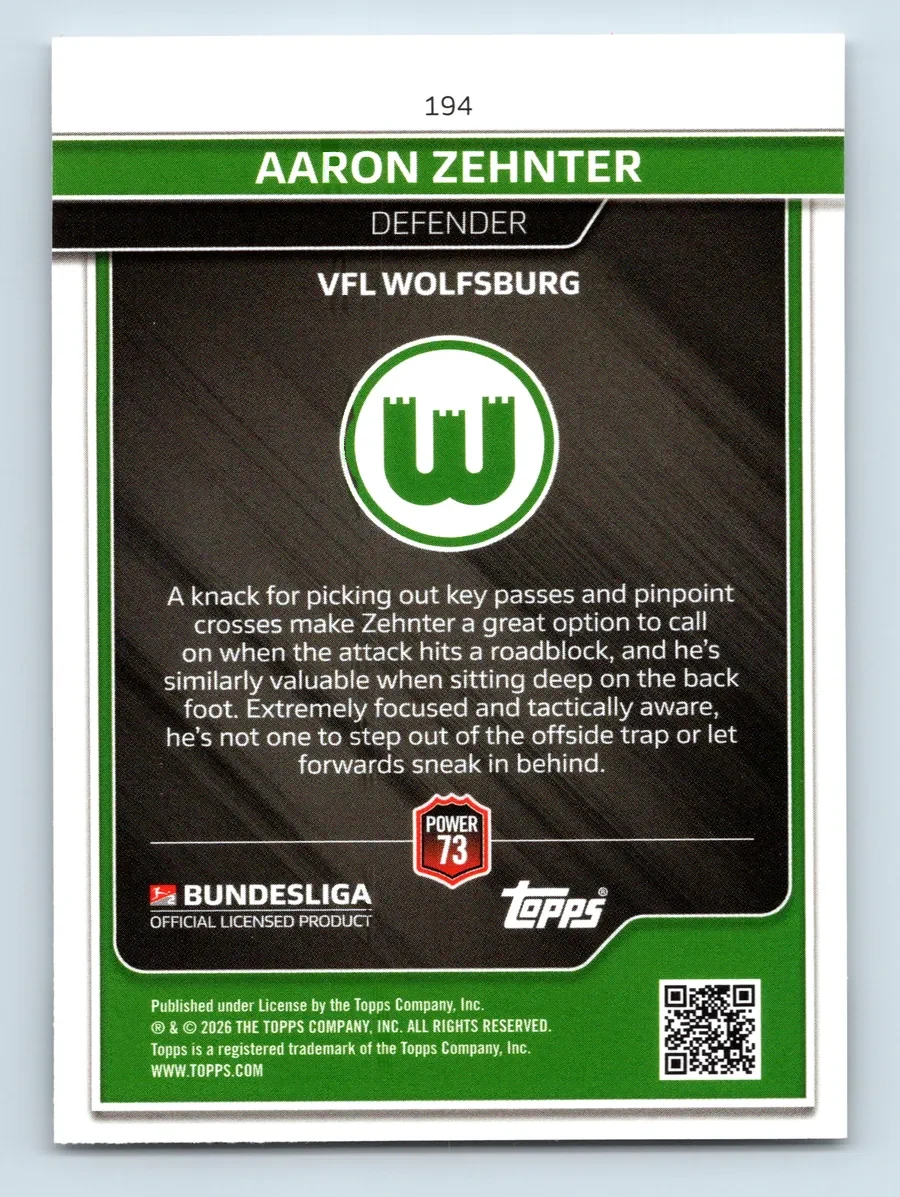 194
AARON ZEHNTER
DEFENDER
VFL WOLFSBURG
W
A knack for picking out key passes and pinpoint
crosses make Zehnter a great option to call
on when the attack hits a roadblock, and he's
similarly valuable when sitting deep on the back
foot. Extremely focused and tactically aware,
he's not one to step out of the offside trap or let
forwards sneak in behind.
POWER
73
2 BUNDESLIGA
OFFICIAL LICENSED PRODUCT
topps®
Published under License by the Topps Company, Inc.
® & © 2026 THE TOPPS COMPANY, INC. ALL RIGHTS RESERVED.
Topps is a registered trademark of the Topps Company, Inc.
WWW.TOPPS.COM